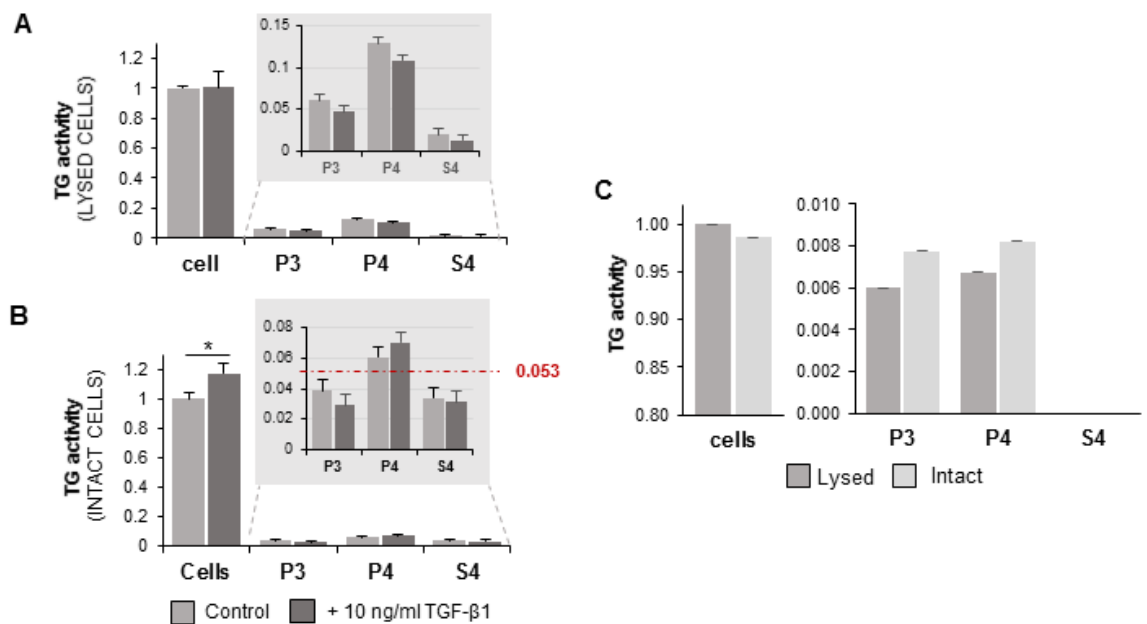 A
TG activity
(LYSED CELLS)
1.2
1
0.8
0.6
0.4
0.2
0
0.15
0.1
0.05
0
P3 P4 S4
cell P3 P4 S4
B
TG activity
(INTACT CELLS)
1.2
1
0.8
0.6
0.4
0.2
0
*
0.08
0.06
0.04
0.02
0
0.053
P3 P4 S4
Cells P3 P4 S4
Control + 10 ng/ml TGF-β1
C
TG activity
1.00
0.95
0.90
0.85
0.80
cells
0.010
0.008
0.006
0.004
0.002
0.000
P3 P4 S4
Lysed Intact